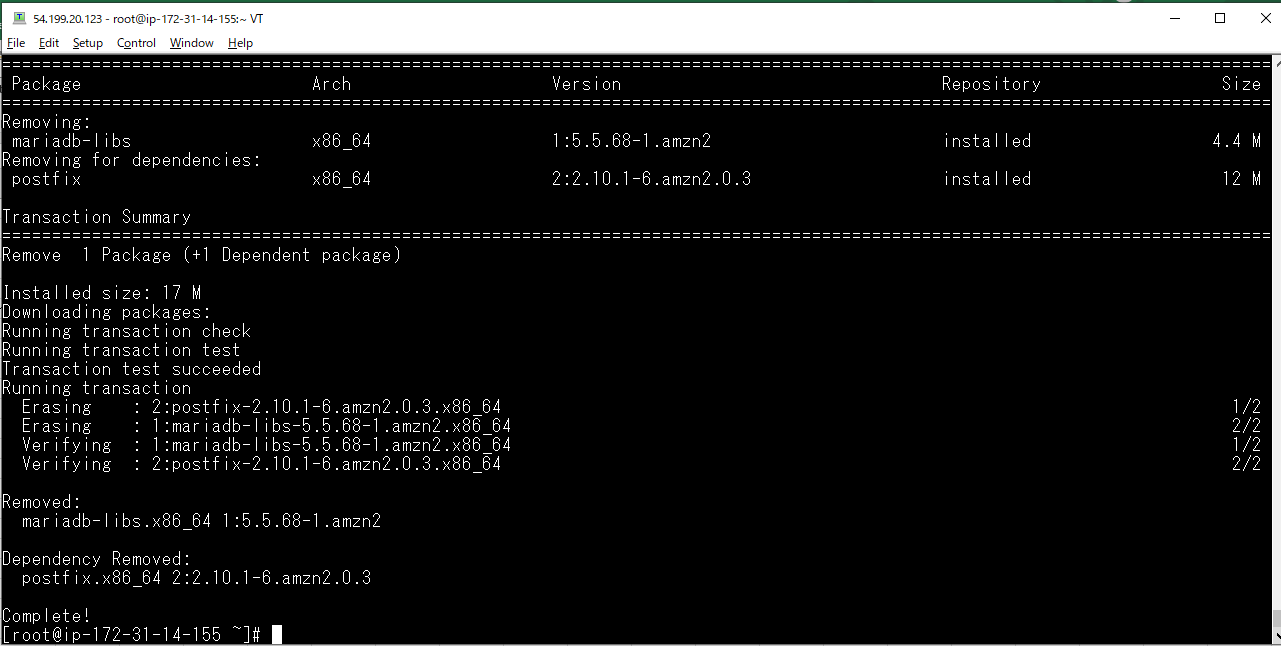 54.199.20.123 - root@ip-172-31-14-155:~ VT
File Edit Setup Control Window Help
================================================================================================================================
Package Arch Version Repository Size
================================================================================================================================
Removing:
mariadb-libs x86_64 1:5.5.68-1.amzn2 installed 4.4 M
Removing for dependencies:
postfix x86_64 2:2.10.1-6.amzn2.0.3 installed 12 M
Transaction Summary
================================================================================================================================
Remove 1 Package (+1 Dependent package)
Installed size: 17 M
Downloading packages:
Running transaction check
Running transaction test
Transaction test succeeded
Running transaction
Erasing : 2:postfix-2.10.1-6.amzn2.0.3.x86_64 1/2
Erasing : 1:mariadb-libs-5.5.68-1.amzn2.x86_64 2/2
Verifying : 1:mariadb-libs-5.5.68-1.amzn2.x86_64 1/2
Verifying : 2:postfix-2.10.1-6.amzn2.0.3.x86_64 2/2
Removed:
mariadb-libs.x86_64 1:5.5.68-1.amzn2
Dependency Removed:
postfix.x86_64 2:2.10.1-6.amzn2.0.3
Complete!
[root@ip-172-31-14-155 ~]#